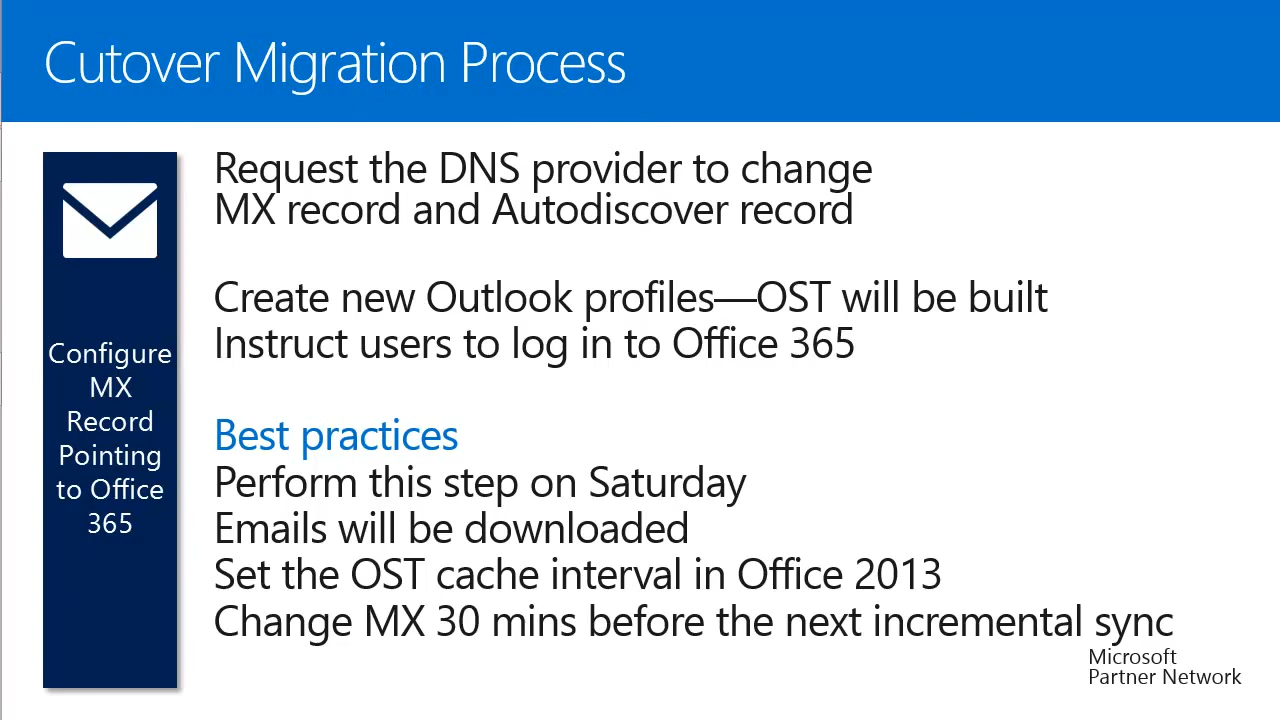 Cutover Migration Process
Configure
MX
Record
Pointing
to Office
365
Request the DNS provider to change
MX record and Autodiscover record
Create new Outlook profiles—OST will be built
Instruct users to log in to Office 365
Best practices
Perform this step on Saturday
Emails will be downloaded
Set the OST cache interval in Office 2013
Change MX 30 mins before the next incremental sync
Microsoft
Partner Network